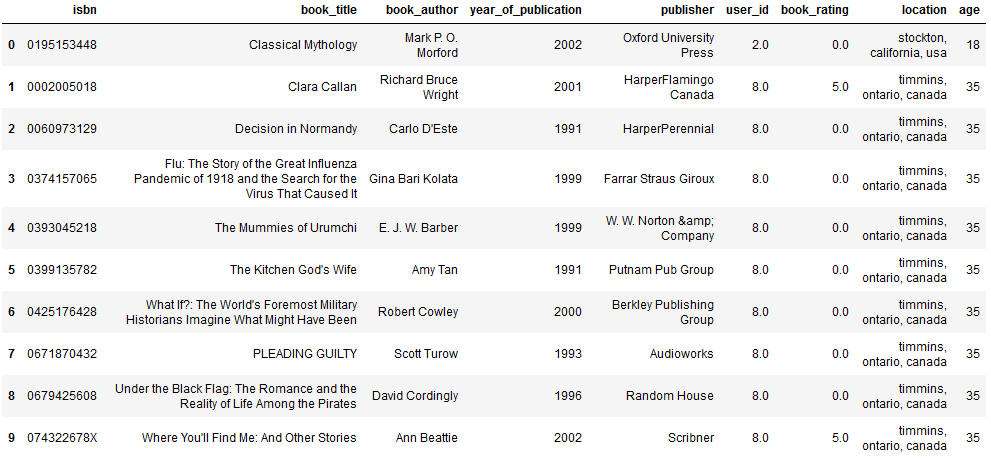 isbn book_title book_author year_of_publication publisher user_id book_rating location age
0 0195153448 Classical Mythology Mark P. O. Morford 2002 Oxford University Press 2.0 0.0 stockton, california, usa 18
1 0002005018 Clara Callan Richard Bruce Wright 2001 HarperFlamingo Canada 8.0 5.0 timmins, ontario, canada 35
2 0060973129 Decision in Normandy Carlo D'Este 1991 HarperPerennial 8.0 0.0 timmins, ontario, canada 35
3 0374157065 Flu: The Story of the Great Influenza Pandemic of 1918 and the Search for the Virus That Caused It Gina Bari Kolata 1999 Farrar Straus Giroux 8.0 0.0 timmins, ontario, canada 35
4 0393045218 The Mummies of Urumchi E. J. W. Barber 1999 W. W. Norton &amp; Company 8.0 0.0 timmins, ontario, canada 35
5 0399135782 The Kitchen God's Wife Amy Tan 1991 Putnam Pub Group 8.0 0.0 timmins, ontario, canada 35
6 0425176428 What If?: The World's Foremost Military Historians Imagine What Might Have Been Robert Cowley 2000 Berkley Publishing Group 8.0 0.0 timmins, ontario, canada 35
7 0671870432 PLEADING GUILTY Scott Turow 1993 Audioworks 8.0 0.0 timmins, ontario, canada 35
8 0679425608 Under the Black Flag: The Romance and the Reality of Life Among the Pirates David Cordingly 1996 Random House 8.0 0.0 timmins, ontario, canada 35
9 074322678X Where You'll Find Me: And Other Stories Ann Beattie 2002 Scribner 8.0 5.0 timmins, ontario, canada 35